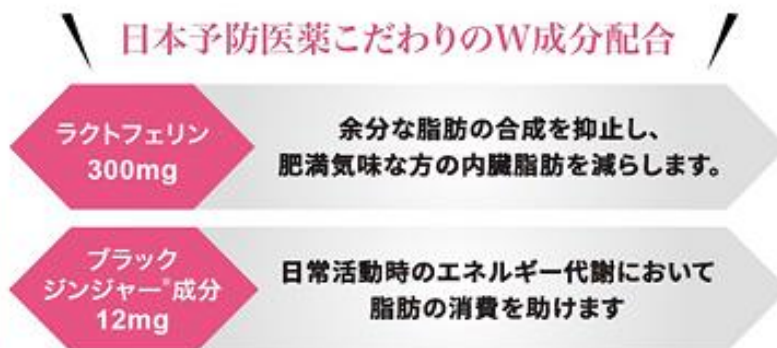 日本予防医薬こだわりのW成分配合
ラクトフェリン
300mg
余分な脂肪の合成を抑止し、
肥満気味な方の内臓脂肪を減らします。
ブラック
ジンジャー※成分
12mg
日常活動時のエネルギー代謝において
脂肪の消費を助けます